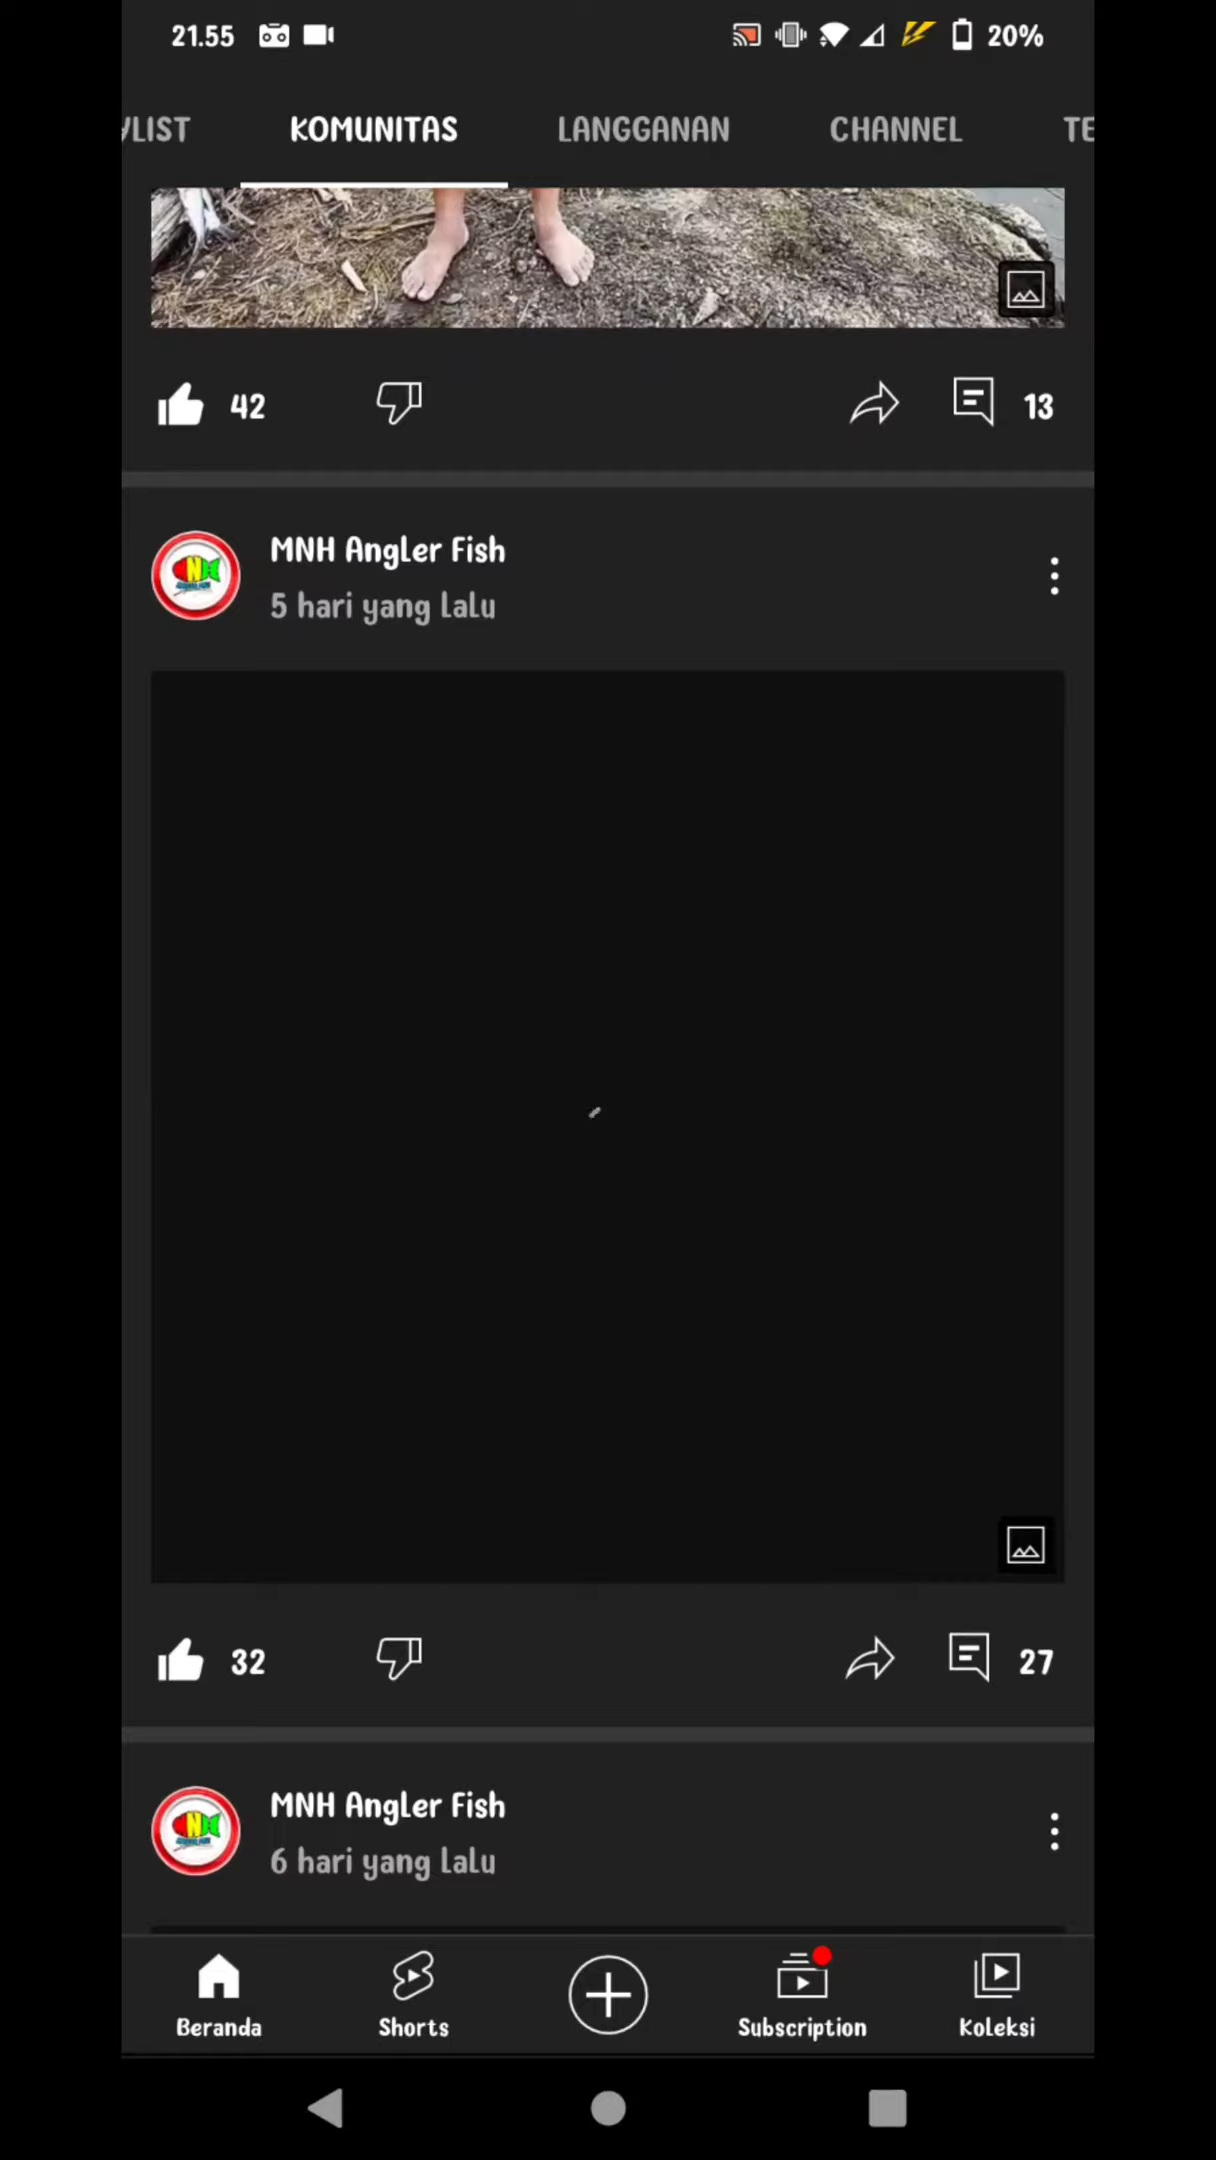 21.55 20%
YLIST KOMUNITAS LANGGANAN CHANNEL TE
42 13
MNH Angler Fish
5 hari yang lalu
32 27
MNH Angler Fish
6 hari yang lalu
Beranda Shorts Subscription Koleksi